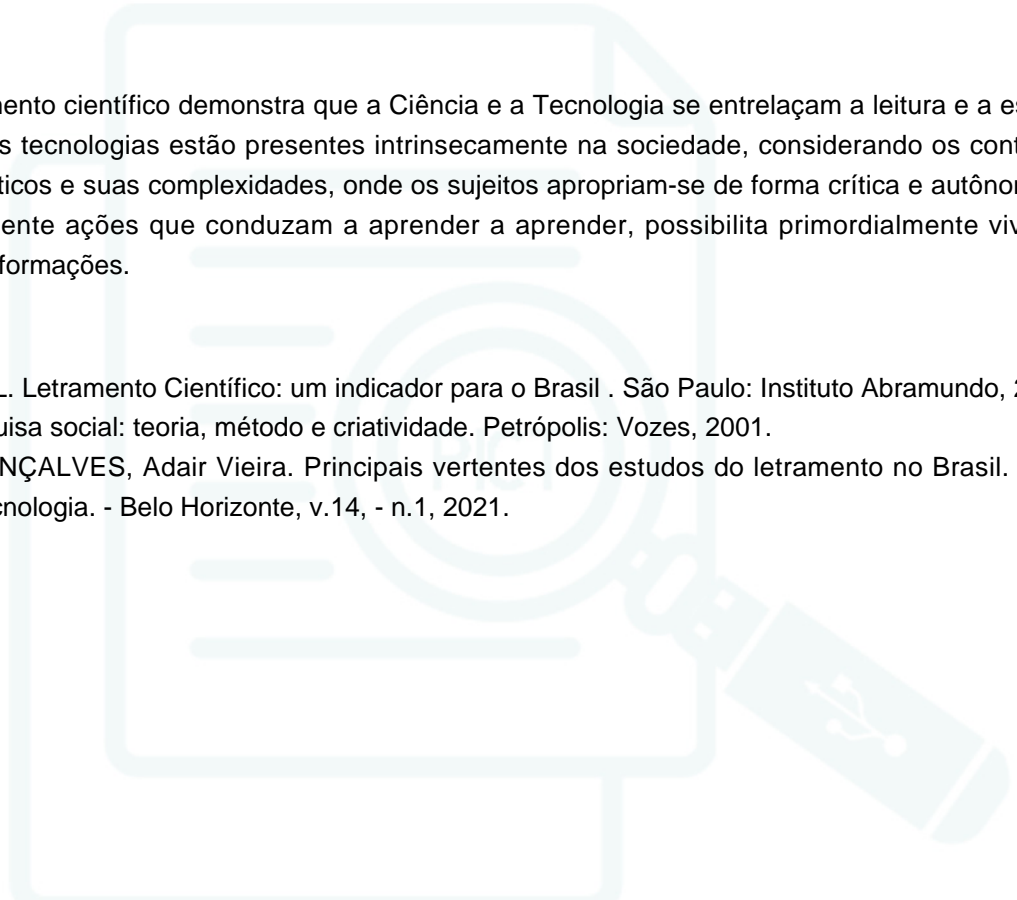 mento científico demonstra que a Ciência e a Tecnologia se entrelaçam a leitura e a es
s tecnologias estão presentes intrinsecamente na sociedade, considerando os cont
ticos e suas complexidades, onde os sujeitos apropriam-se de forma crítica e autônor
ente ações que conduzam a aprender a aprender, possibilita primordialmente viv
formações.
L. Letramento Científico: um indicador para o Brasil . São Paulo: Instituto Abramundo, 2
uisa social: teoria, método e criatividade. Petrópolis: Vozes, 2001.
NÇALVES, Adair Vieira. Principais vertentes dos estudos do letramento no Brasil.
cnologia. - Belo Horizonte, v.14, - n.1, 2021.